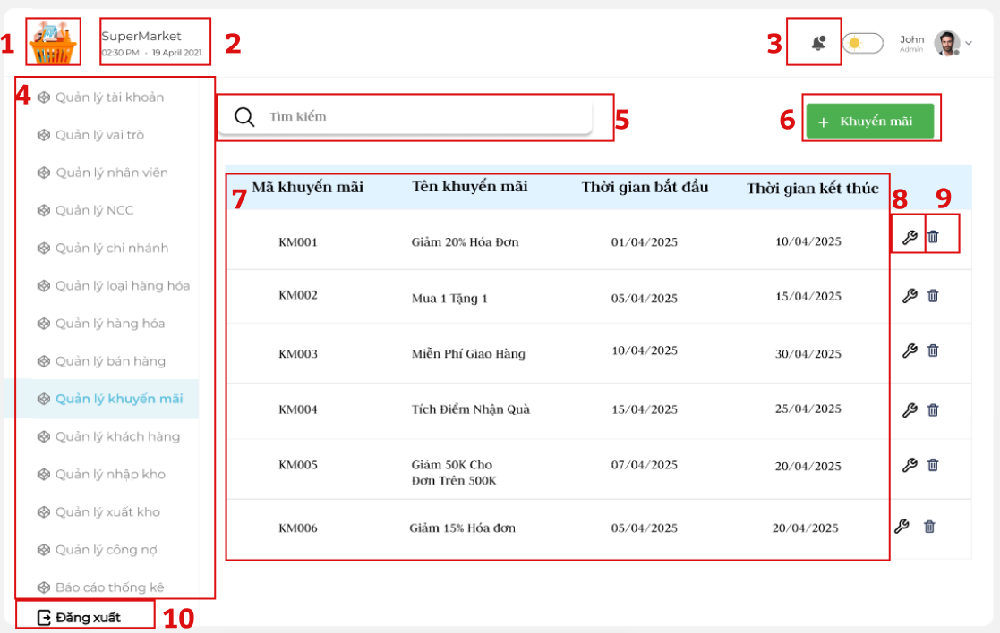 1
SuperMarket
02:30 PM · 19 April 2021
2
3
John
Admin
4
Quản lý tài khoản
Quản lý vai trò
Quản lý nhân viên
Quản lý NCC
Quản lý chi nhánh
Quản lý loại hàng hóa
Quản lý hàng hóa
Quản lý bán hàng
Quản lý khuyến mãi
Quản lý khách hàng
Quản lý nhập kho
Quản lý xuất kho
Quản lý công nợ
Báo cáo thống kê
Đăng xuất
10
Tìm kiếm
5
6
+ Khuyến mãi
7
Mã khuyến mãi Tên khuyến mãi Thời gian bắt đầu Thời gian kết thúc
8
9
KM001 Giảm 20% Hóa Đơn 01/04/2025 10/04/2025
KM002 Mua 1 Tặng 1 05/04/2025 15/04/2025
KM003 Miễn Phí Giao Hàng 10/04/2025 30/04/2025
KM004 Tích Điểm Nhận Quà 15/04/2025 25/04/2025
KM005 Giảm 50K Cho 07/04/2025 20/04/2025
Đơn Trên 500K
KM006 Giảm 15% Hóa đơn 05/04/2025 20/04/2025